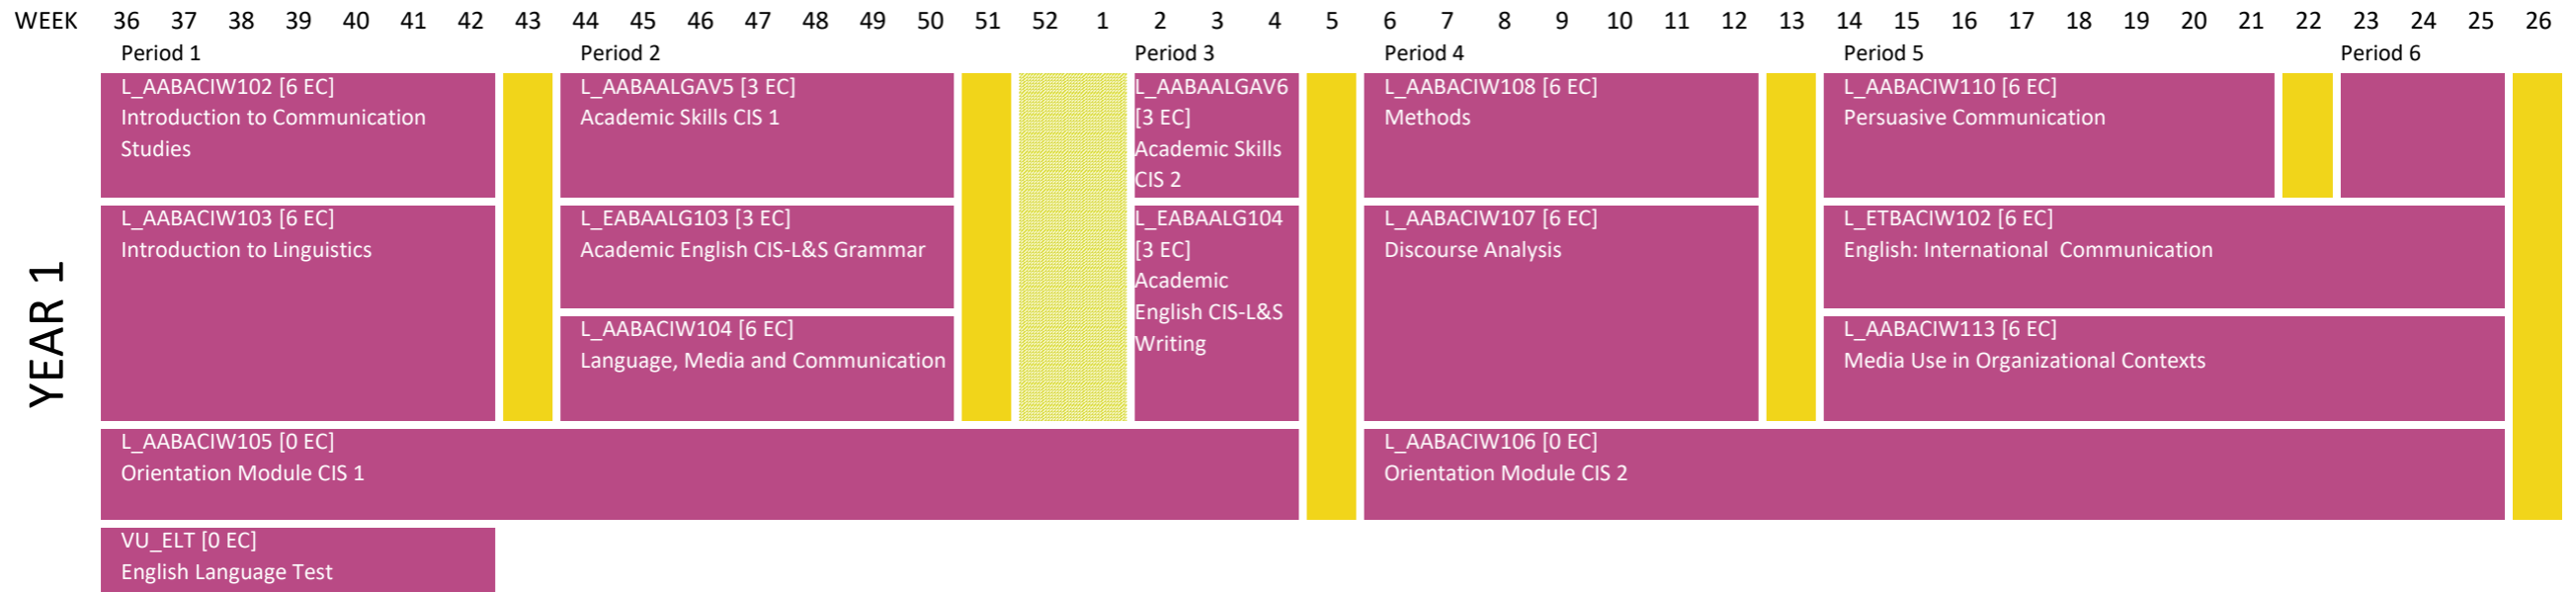 WEEK 36 37 38 39 40 41 42 43 44 45 46 47 48 49 50 51 52 1 2 3 4 5 6 7 8 9 10 11 12 13 14 15 16 17 18 19 20 21 22 23 24 25 26
Period 1 Period 2 Period 3 Period 4 Period 5 Period 6
YEAR 1
L_AABACIW102 [6 EC]
Introduction to Communication
Studies
L_AABAALGAV5 [3 EC]
Academic Skills CIS 1
L_AABAALGAV6
[3 EC]
Academic Skills
CIS 2
L_AABACIW108 [6 EC]
Methods
L_AABACIW110 [6 EC]
Persuasive Communication
L_AABACIW103 [6 EC]
Introduction to Linguistics
L_EABAALG103 [3 EC]
Academic English CIS-L&S Grammar
L_AABACIW104 [6 EC]
Language, Media and Communication
L_EABAALG104
[3 EC]
Academic
English CIS-L&S
Writing
L_AABACIW107 [6 EC]
Discourse Analysis
L_ETBACIW102 [6 EC]
English: International  Communication
L_AABACIW113 [6 EC]
Media Use in Organizational Contexts
L_AABACIW105 [0 EC]
Orientation Module CIS 1
L_AABACIW106 [0 EC]
Orientation Module CIS 2
VU_ELT [0 EC]
English Language Test